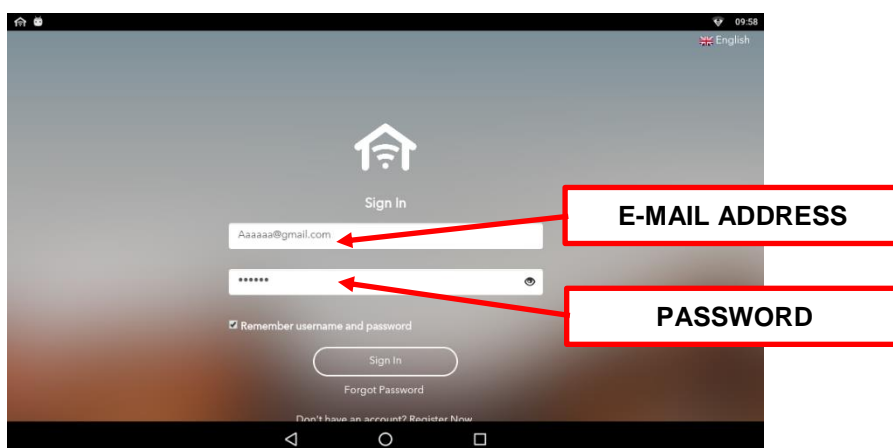 09:58
English
Sign In
E-MAIL ADDRESS
Aaaaaa@gmail.com
••••••
PASSWORD
Remember username and password
Sign In
Forgot Password
Don't have an account? Register Now